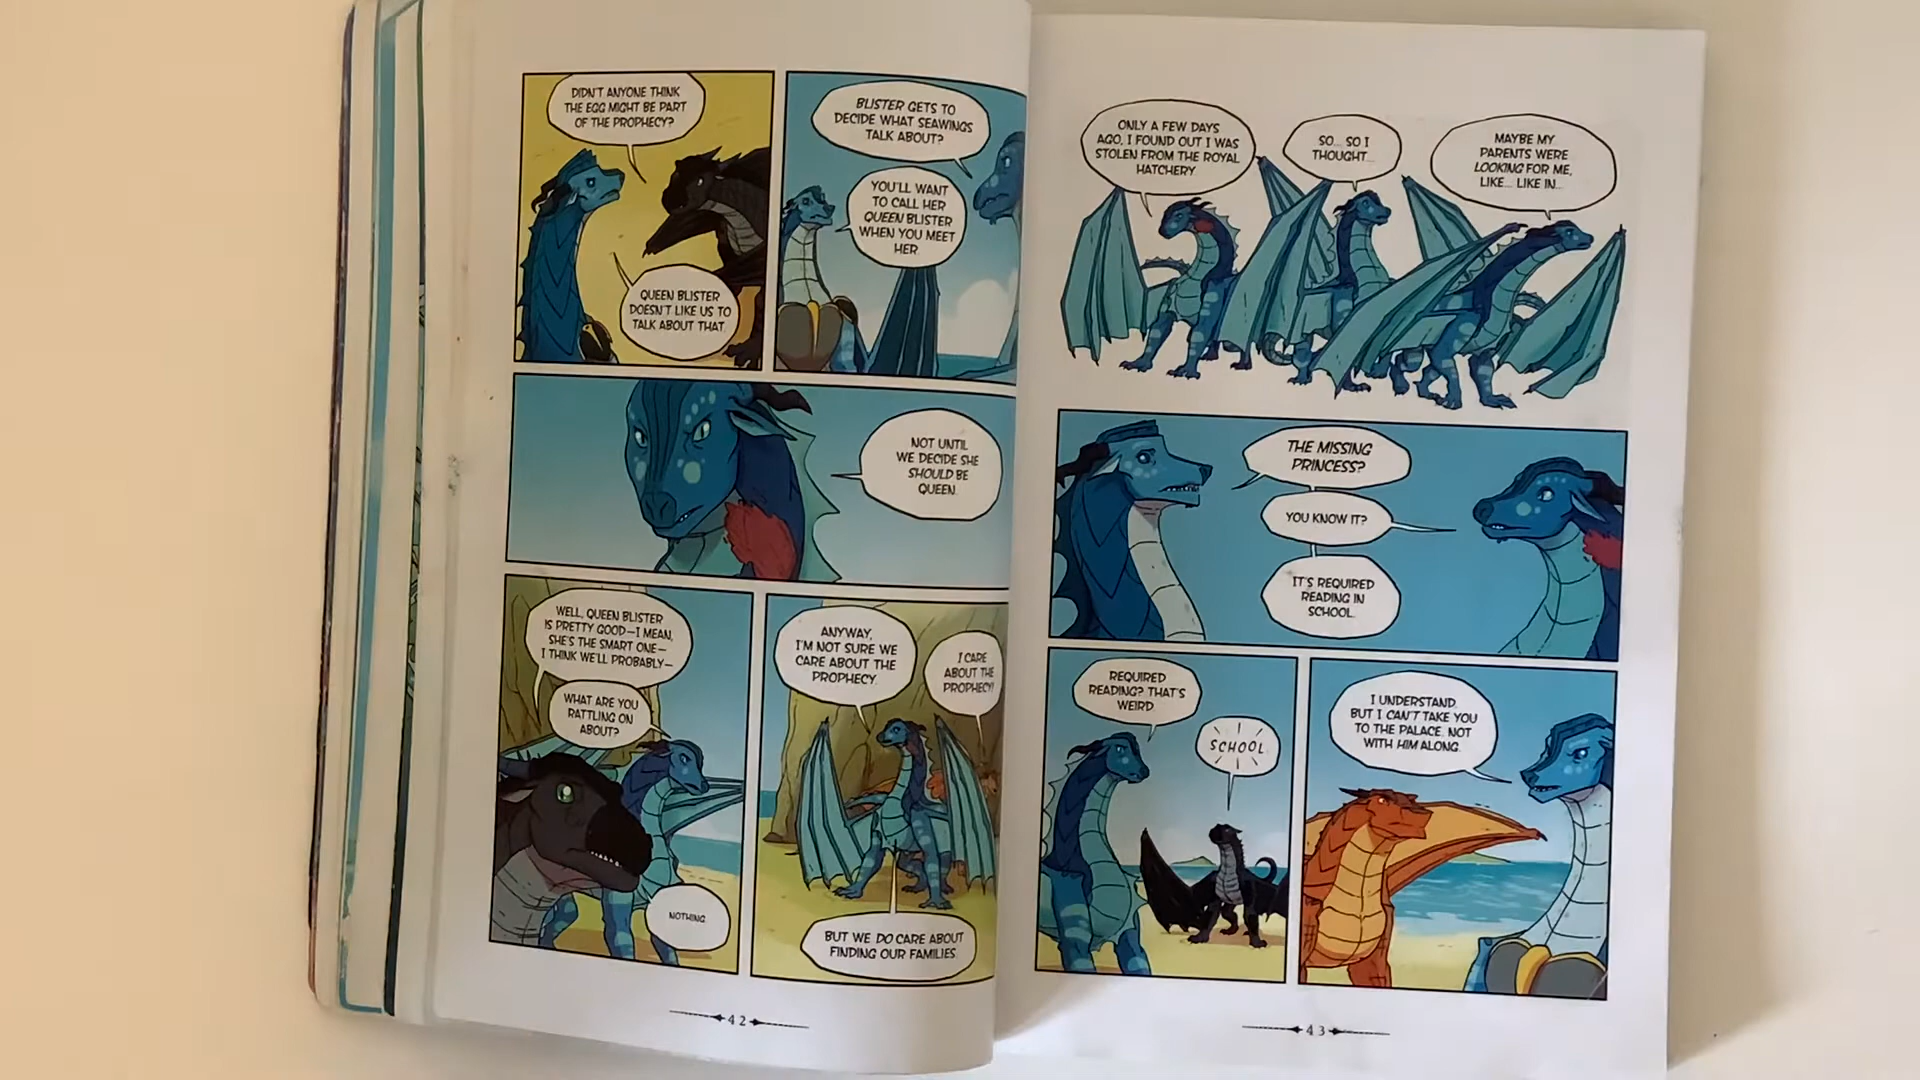 DIDN'T ANYONE THINK
THE EGG MIGHT BE PART
OF THE PROPHECY?
QUEEN BLISTER
DOESN'T LIKE US TO
TALK ABOUT THAT.
BLISTER GETS TO
DECIDE WHAT SEAWINGS
TALK ABOUT?
YOU'LL WANT
TO CALL HER
QUEEN BLISTER
WHEN YOU MEET
HER.
NOT UNTIL
WE DECIDE SHE
SHOULD BE
QUEEN.
WELL, QUEEN BLISTER
IS PRETTY GOOD—I MEAN,
SHE'S THE SMART ONE—
I THINK WE'LL PROBABLY—
WHAT ARE YOU
RATTLING ON
ABOUT?
NOTHING.
ANYWAY,
I'M NOT SURE WE
CARE ABOUT THE
PROPHECY.
I CARE
ABOUT THE
PROPHECY!
BUT WE DO CARE ABOUT
FINDING OUR FAMILIES.
42
ONLY A FEW DAYS
AGO, I FOUND OUT I WAS
STOLEN FROM THE ROYAL
HATCHERY.
SO... SO I
THOUGHT...
MAYBE MY
PARENTS WERE
LOOKING FOR ME,
LIKE... LIKE IN...
THE MISSING
PRINCESS?
YOU KNOW IT?
IT'S REQUIRED
READING IN
SCHOOL.
REQUIRED
READING? THAT'S
WEIRD.
SCHOOL
I UNDERSTAND.
BUT I CAN'T TAKE YOU
TO THE PALACE. NOT
WITH HIM ALONG.
43